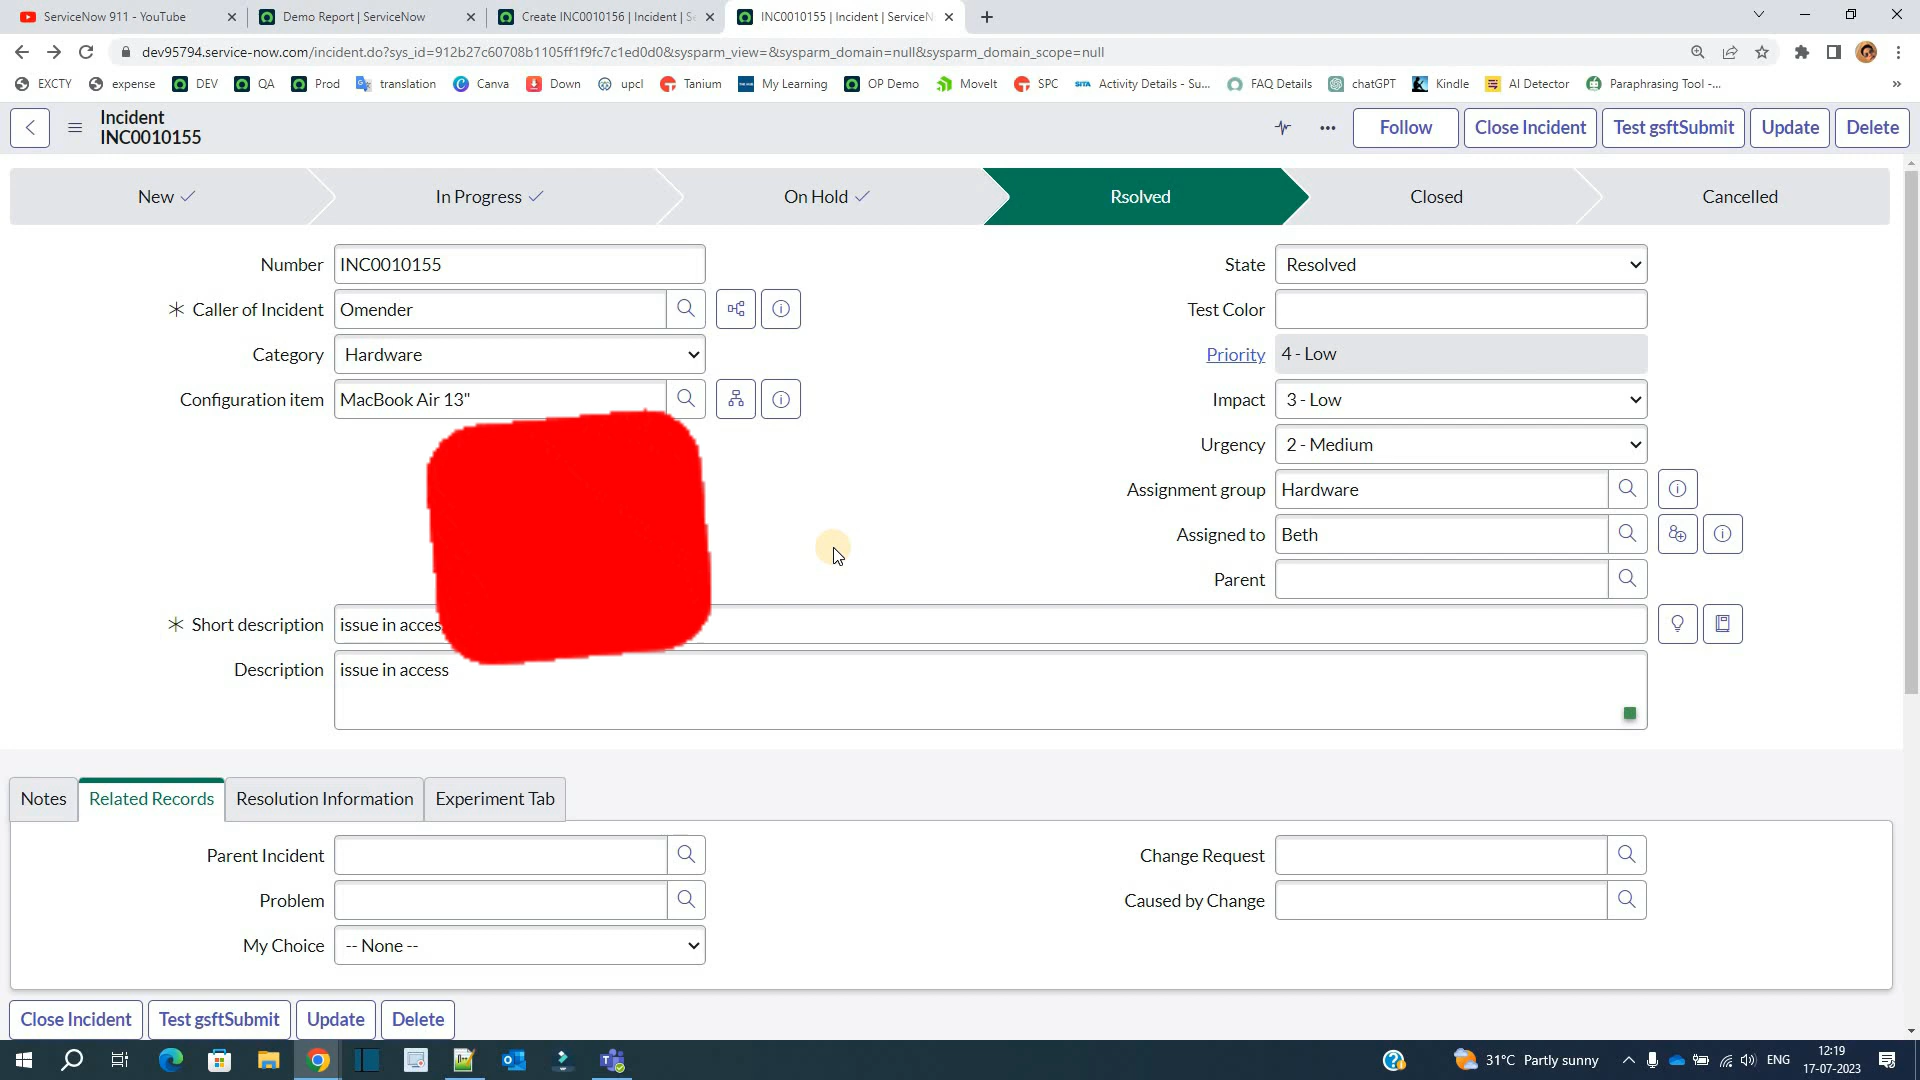 ServiceNow 911 - YouTube
Demo Report | ServiceNow
Create INC0010156 | Incident | Se
INC0010155 | Incident | ServiceN
dev95794.service-now.com/incident.do?sys_id=912b27c60708b1105ff1f9fc7c1ed0d0&sysparm_view=&sysparm_domain=null&sysparm_domain_scope=null
EXCTY expense DEV QA Prod translation Canva Down upcl Tanium My Learning OP Demo MoveIt SPC Activity Details - Su... FAQ Details chatGPT Kindle AI Detector Paraphrasing Tool -... »
Incident
INC0010155
Follow Close Incident Test gsftSubmit Update Delete
New In Progress On Hold Rsolved Closed Cancelled
Number INC0010155
State Resolved
Caller of Incident Omender
Test Color
Category Hardware
Priority 4 - Low
Configuration item MacBook Air 13"
Impact 3 - Low
Urgency 2 - Medium
Assignment group Hardware
Assigned to Beth
Parent
Short description issue in acces
Description issue in access
Notes Related Records Resolution Information Experiment Tab
Parent Incident
Change Request
Problem
Caused by Change
My Choice -- None --
Close Incident Test gsftSubmit Update Delete
31°C Partly sunny ENG 12:19
17-07-2023